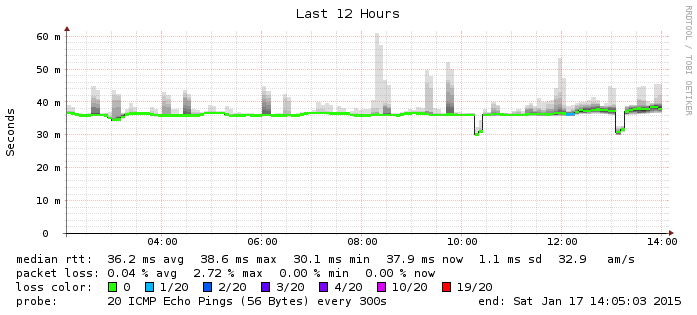 Last 12 Hours
RRDTOOL / TOBI OETIKER
Seconds
60 m
50 m
40 m
30 m
20 m
10 m
0
04:00 06:00 08:00 10:00 12:00 14:00
median rtt: 36.2 ms avg 38.6 ms max 30.1 ms min 37.9 ms now 1.1 ms sd 32.9 am/s
packet loss: 0.04 % avg 2.72 % max 0.00 % min 0.00 % now
loss color: 0 1/20 2/20 3/20 4/20 10/20 19/20
probe: 20 ICMP Echo Pings (56 Bytes) every 300s end: Sat Jan 17 14:05:03 2015